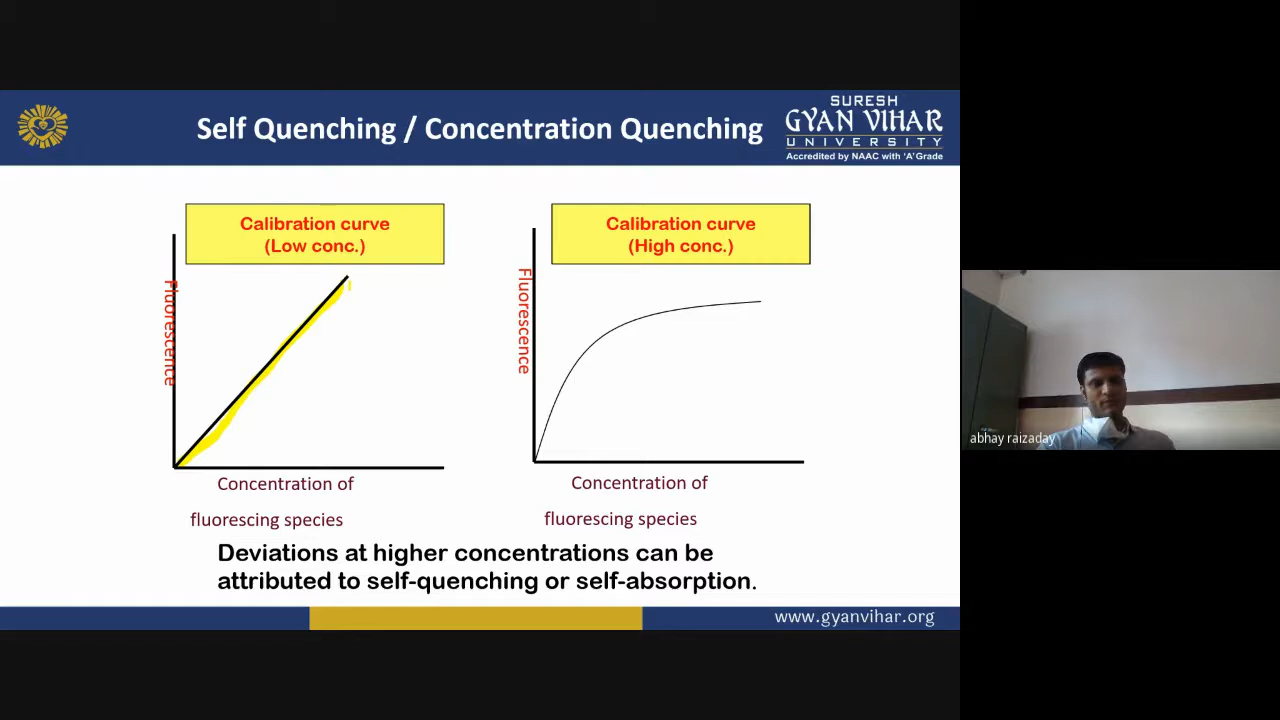 Self Quenching / Concentration Quenching
SURESH
GYAN VIHAR
UNIVERSITY
Accredited by NAAC with 'A' Grade
Calibration curve
(Low conc.)
Fluorescence
Concentration of
fluorescing species
Calibration curve
(High conc.)
Fluorescence
Concentration of
fluorescing species
Deviations at higher concentrations can be
attributed to self-quenching or self-absorption.
www.gyanvihar.org
abhay raizaday